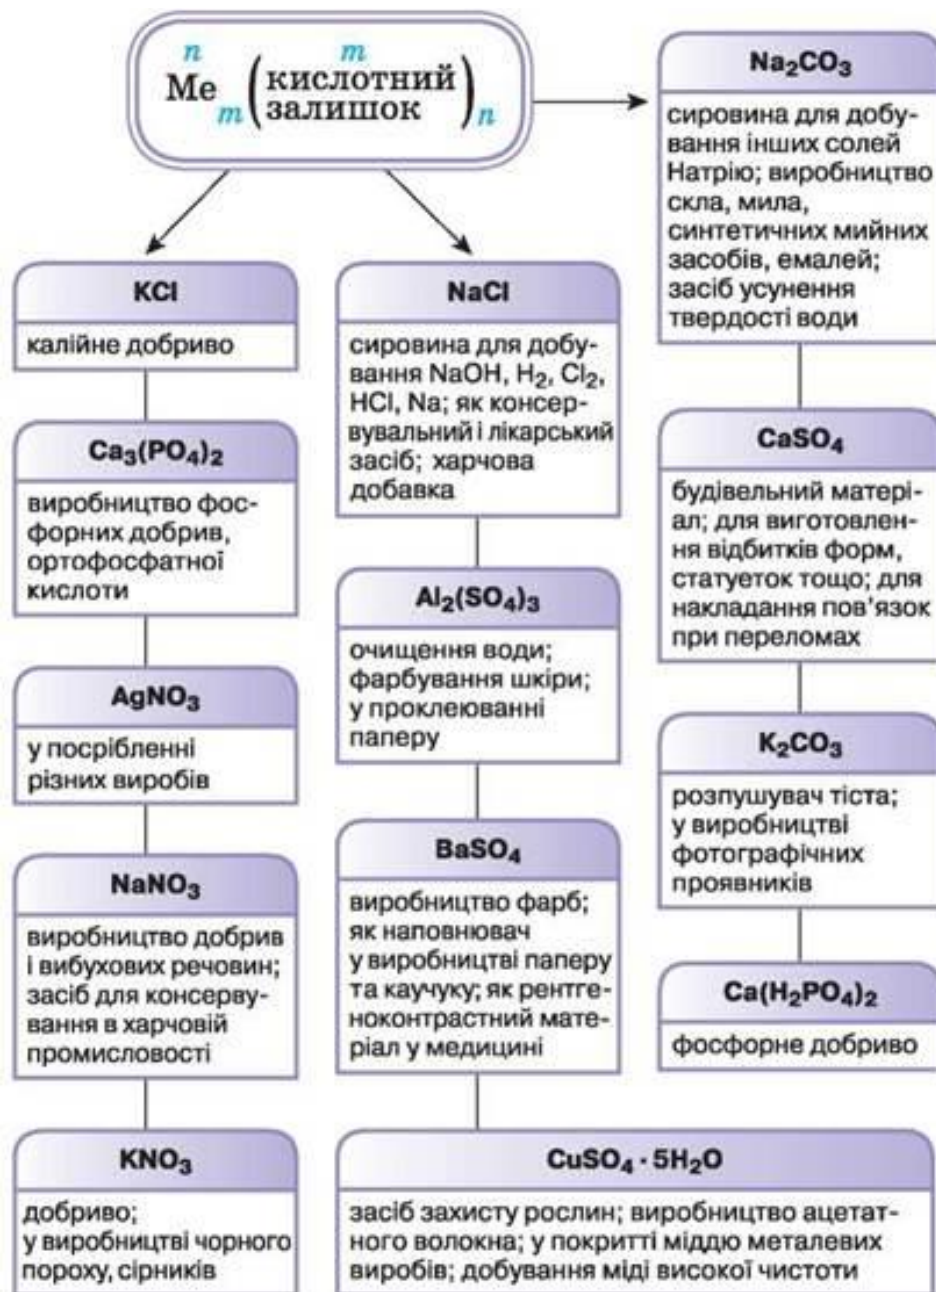 n m
Me m (кислотний
залишок) n
KCl
калійне добриво
Ca₃(PO₄)₂
виробництво фос-
форних добрив,
ортофосфатної
кислоти
AgNO₃
у посрібленні
різних виробів
NaNO₃
виробництво добрив
і вибухових речовин;
засіб для консерву-
вання в харчовій
промисловості
KNO₃
добриво;
у виробництві чорного
пороху, сірників
NaCl
сировина для добу-
вання NaOH, H₂, Cl₂,
HCl, Na; як консер-
вувальний і лікарський
засіб; харчова
добавка
Al₂(SO₄)₃
очищення води;
фарбування шкіри;
у проклеюванні
паперу
BaSO₄
виробництво фарб;
як наповнювач
у виробництві паперу
та каучуку; як рентге-
ноконтрастний мате-
ріал у медицині
CuSO₄ · 5H₂O
засіб захисту рослин; виробництво ацетат-
ного волокна; у покритті міддю металевих
виробів; добування міді високої чистоти
Na₂CO₃
сировина для добу-
вання інших солей
Натрію; виробництво
скла, мила,
синтетичних мийних
засобів, емалей;
засіб усунення
твердості води
CaSO₄
будівельний матері-
ал; для виготовлен-
ня відбитків форм,
статуеток тощо; для
накладання пов’язок
при переломах
K₂CO₃
розпушувач тіста;
у виробництві
фотографічних
проявників
Ca(H₂PO₄)₂
фосфорне добриво